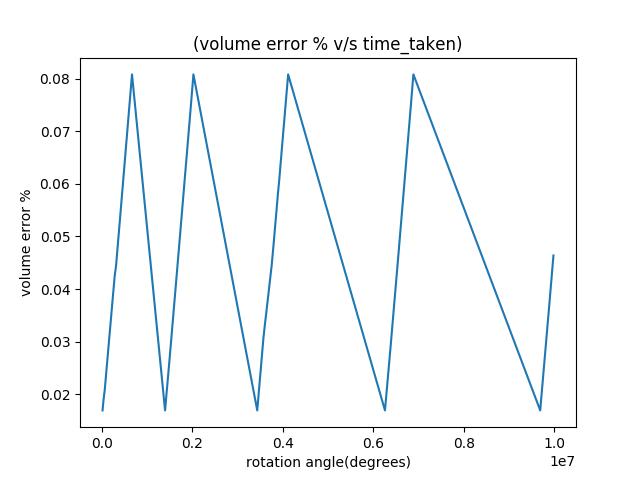 (volume error % v/s time_taken)
0.08
0.07
0.06
0.05
0.04
0.03
0.02
volume error %
0.0 0.2 0.4 0.6 0.8 1.0
1e7
rotation angle(degrees)